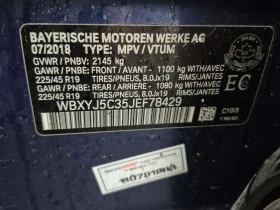 BAYERISCHE MOTOREN WERKE AG
07/2018 TYPE: MPV / VTUM
GVWR / PNBV: 2145 kg
GAWR / PNBE: FRONT / AVANT - 1100 kg WITH/AVEC
225/45 R19 TIRES/PNEUS, 8.0Jx19 RIMS/JANTES
GAWR / PNBE: REAR / ARRIERE - 1080 kg WITH/AVEC
225/45 R19 TIRES/PNEUS, 8.0Jx19 RIMS/JANTES
WBXYJ5C35JEF78429
EC
C10/5